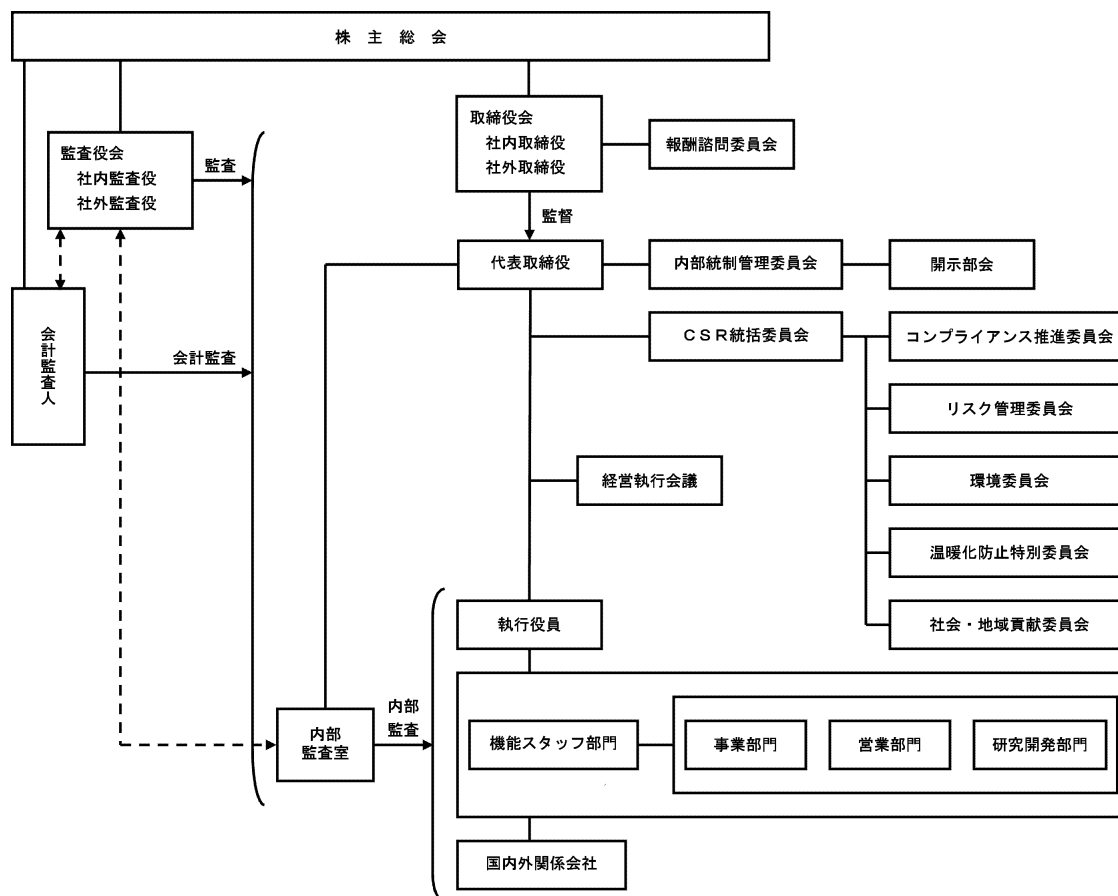 株 主 総 会
取締役会
社内取締役
社外取締役
報酬諮問委員会
監査役会
社内監査役
社外監査役
監査
監督
代表取締役
内部統制管理委員会
開示部会
会計監査人
会計監査
CSR統括委員会
コンプライアンス推進委員会
リスク管理委員会
経営執行会議
環境委員会
温暖化防止特別委員会
執行役員
社会・地域貢献委員会
内部
監査室
内部
監査
機能スタッフ部門
事業部門
営業部門
研究開発部門
国内外関係会社